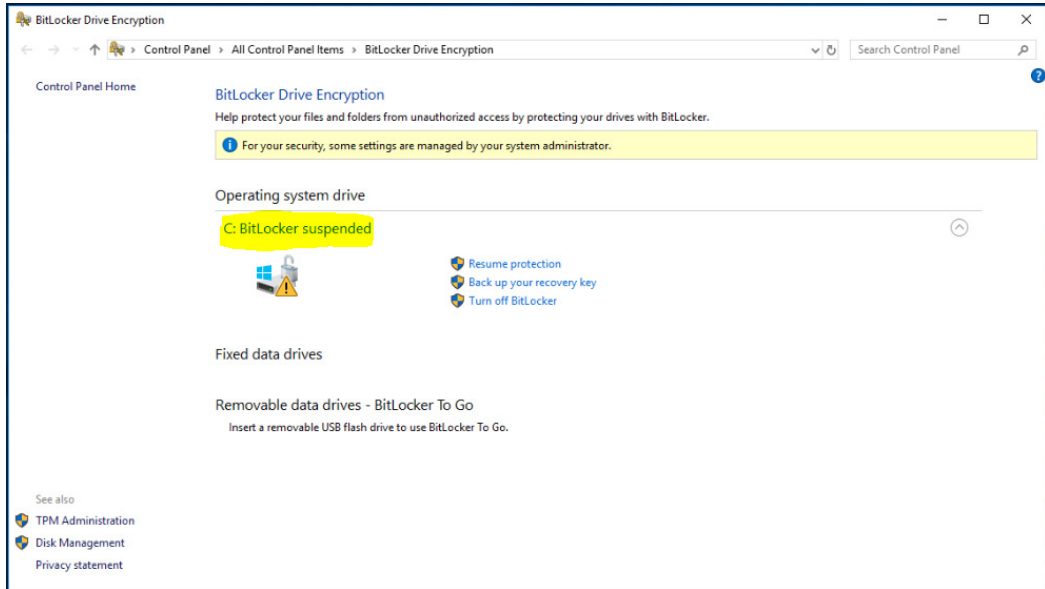 BitLocker Drive Encryption
Control Panel > All Control Panel Items > BitLocker Drive Encryption
Search Control Panel
Control Panel Home
BitLocker Drive Encryption
Help protect your files and folders from unauthorized access by protecting your drives with BitLocker.
For your security, some settings are managed by your system administrator.
Operating system drive
C: BitLocker suspended
Resume protection
Back up your recovery key
Turn off BitLocker
Fixed data drives
Removable data drives - BitLocker To Go
Insert a removable USB flash drive to use BitLocker To Go.
See also
TPM Administration
Disk Management
Privacy statement